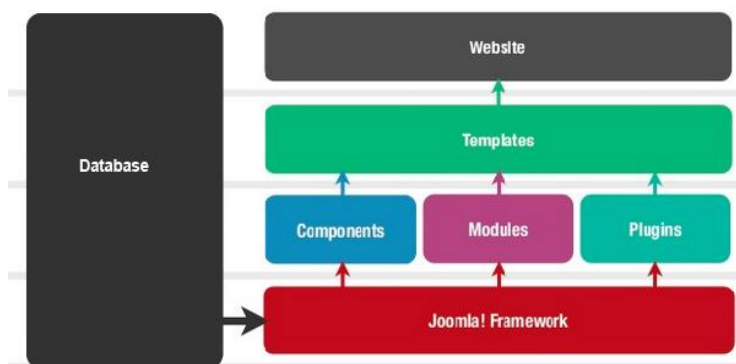 Website
Templates
Database
Components
Modules
Plugins
Joomla! Framework